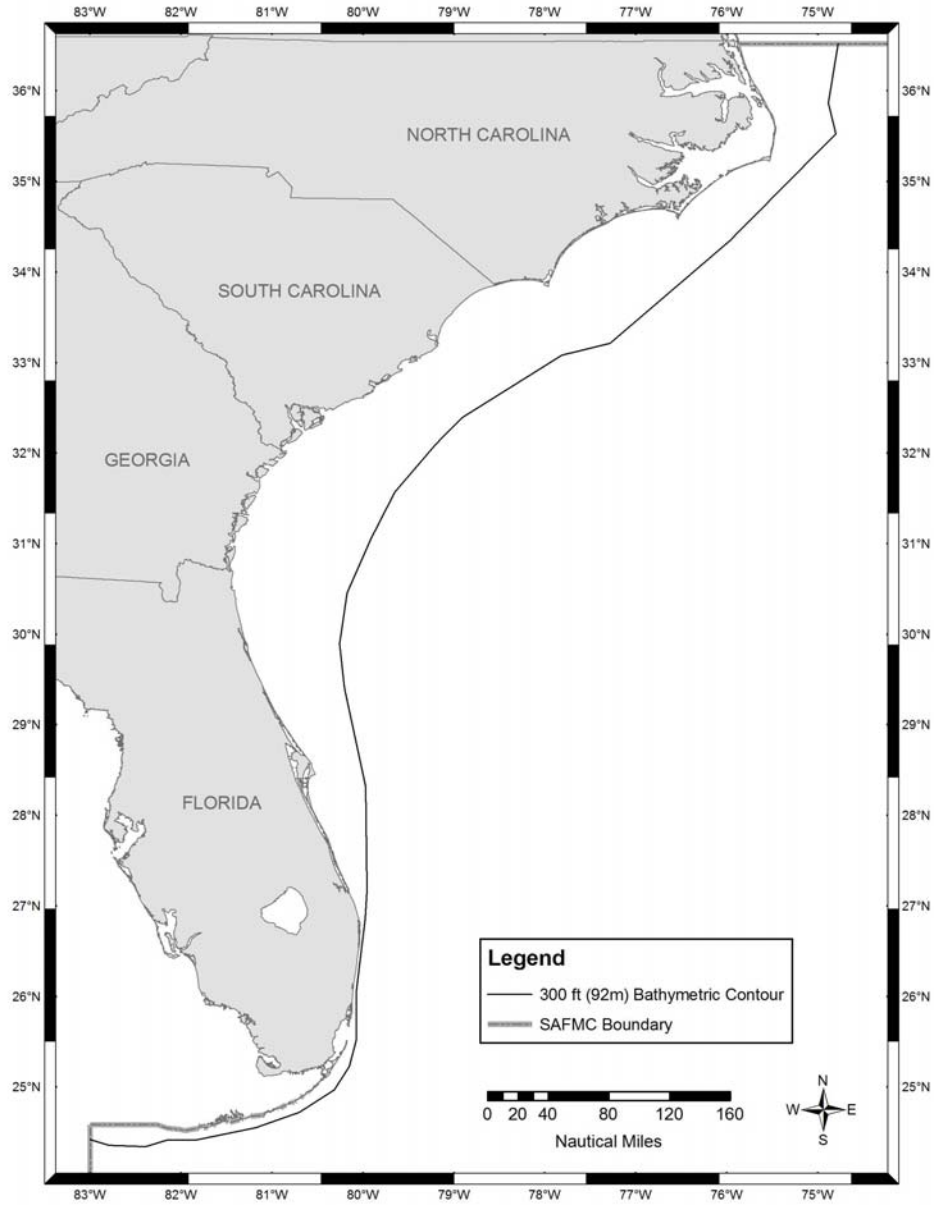 83°W 82°W 81°W 80°W 79°W 78°W 77°W 76°W 75°W
36°N 36°N
NORTH CAROLINA
35°N 35°N
34°N 34°N
SOUTH CAROLINA
33°N 33°N
32°N 32°N
GEORGIA
31°N 31°N
30°N 30°N
29°N 29°N
28°N 28°N
FLORIDA
27°N 27°N
Legend
300 ft (92m) Bathymetric Contour
26°N 26°N
SAFMC Boundary
25°N 25°N
N
W E
S
0 20 40 80 120 160
Nautical Miles
83°W 82°W 81°W 80°W 79°W 78°W 77°W 76°W 75°W